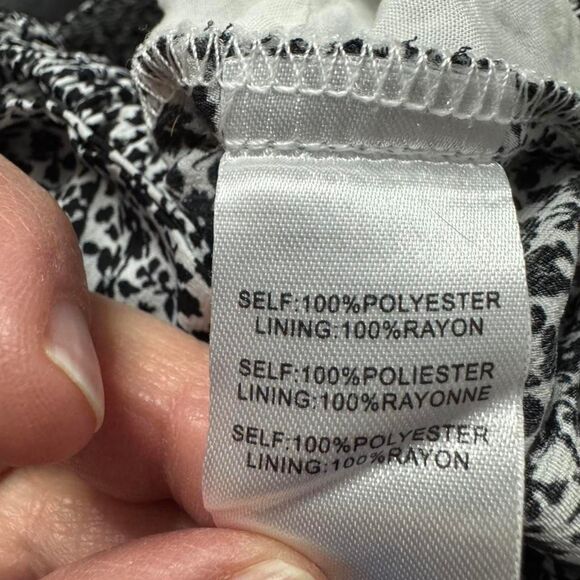 SELF:100%POLYESTER
LINING:100%RAYON
SELF:100%POLIESTER
LINING:100%RAYONNE
SELF:100%POLYESTER
LINING:100%RAYON